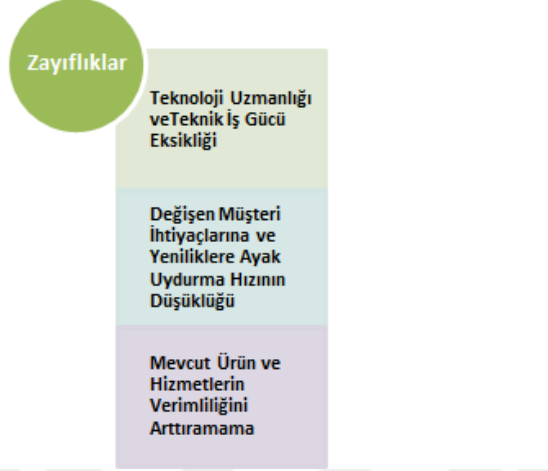 Zayıflıklar
Teknoloji Uzmanlığı
veTeknik İş Gücü
Eksikliği
Değişen Müşteri
İhtiyaçlarına ve
Yeniliklere Ayak
Uydurma Hızının
Düşüklüğü
Mevcut Ürün ve
Hizmetlerin
Verimliliğini
Arttıramama